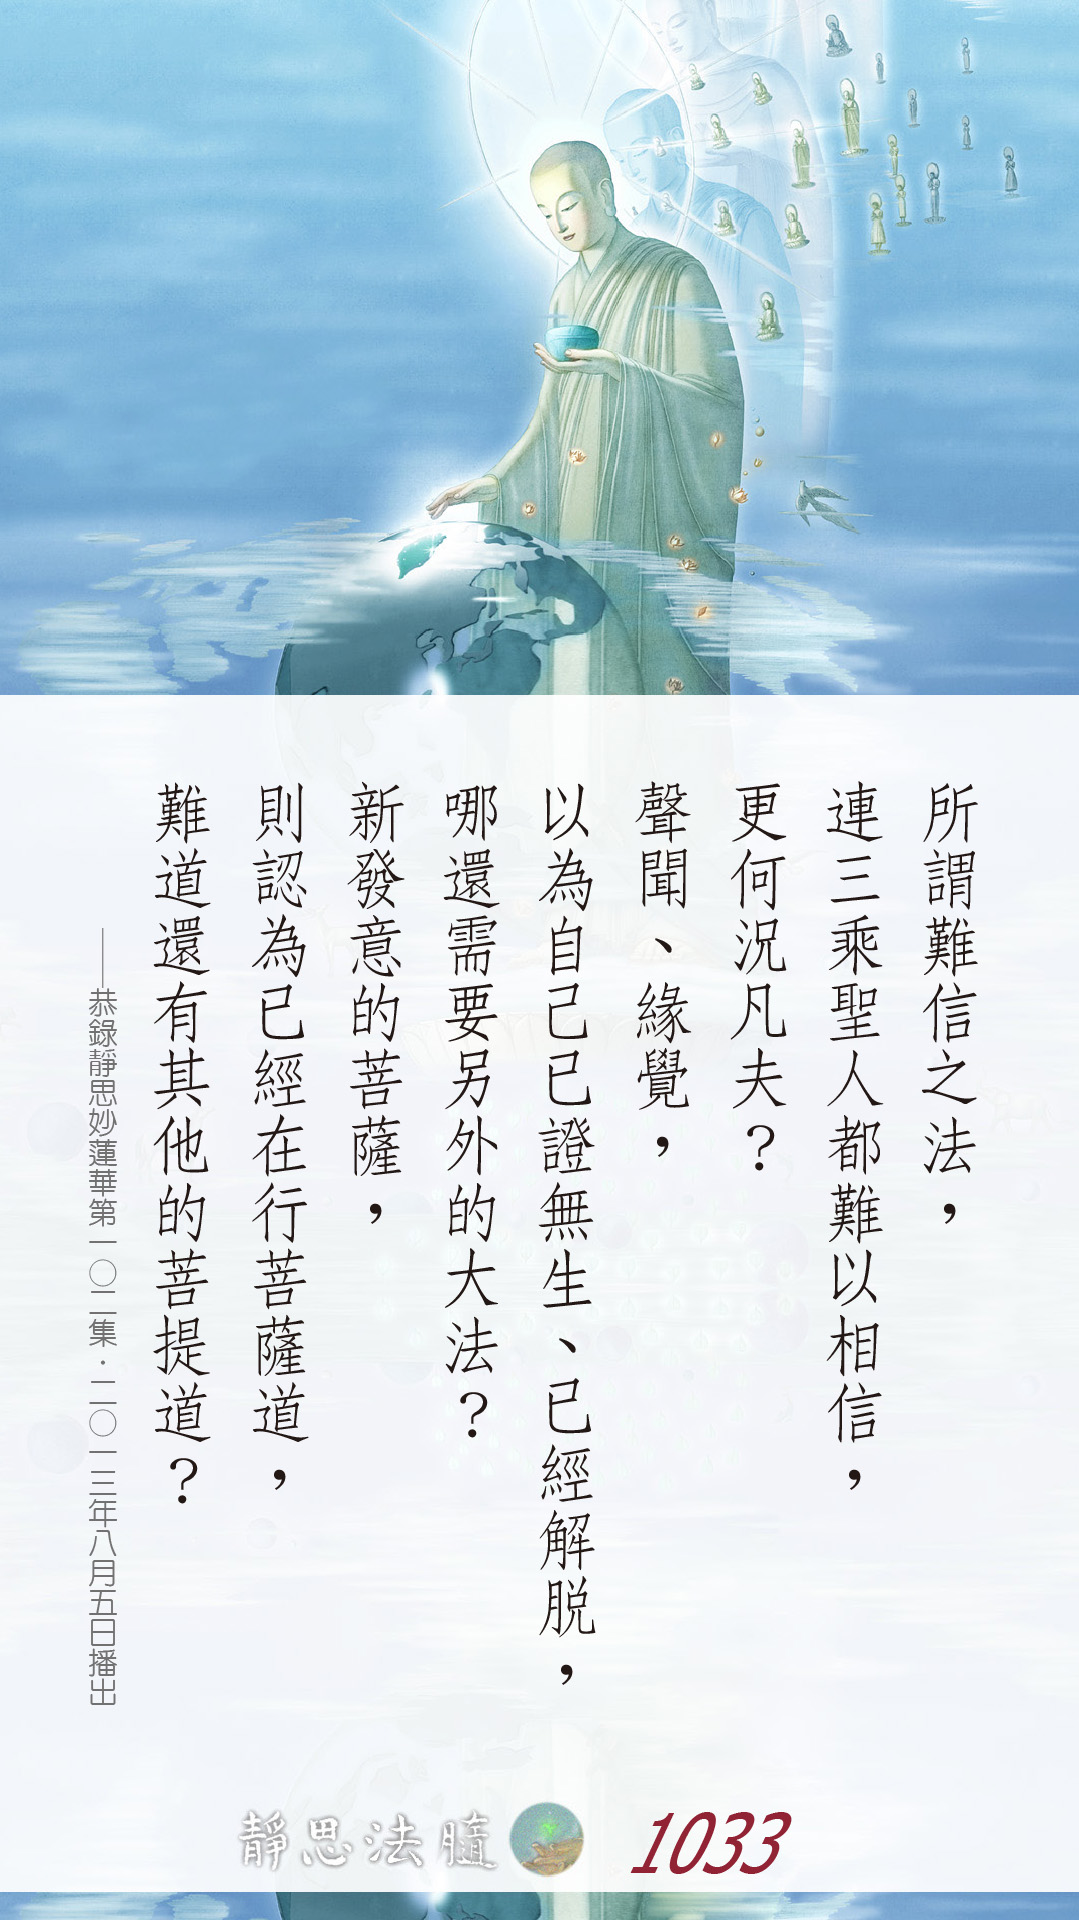 所謂難信之法，
連三乘聖人都難以相信，
更何況凡夫？
聲聞、緣覺，
以為自己已證無生、已經解脱，
哪還需要另外的大法？
新發意的菩薩，
則認為已經在行菩薩道，
難道還有其他的菩提道？
——恭錄靜思妙蓮華第一〇二集．二〇一三年八月五日播出
靜思法髓
1033